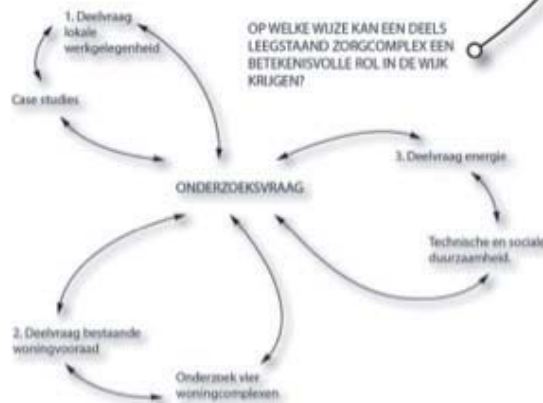 1. Deelvraag
lokale
werkgelegenheid
OP WELKE WIJZE KAN EEN DEELS
LEEGSTAAND ZORGCOMPLEX EEN
BETEKENISVOLLE ROL IN DE WIJK
KRIJGEN?
Case studies
3. Deelvraag energie
ONDERZOEKSVRAAG
Technische en sociale
duurzaamheid.
2. Deelvraag bestaande
woningvooraad
Onderzoek vier
woningcomplexen.